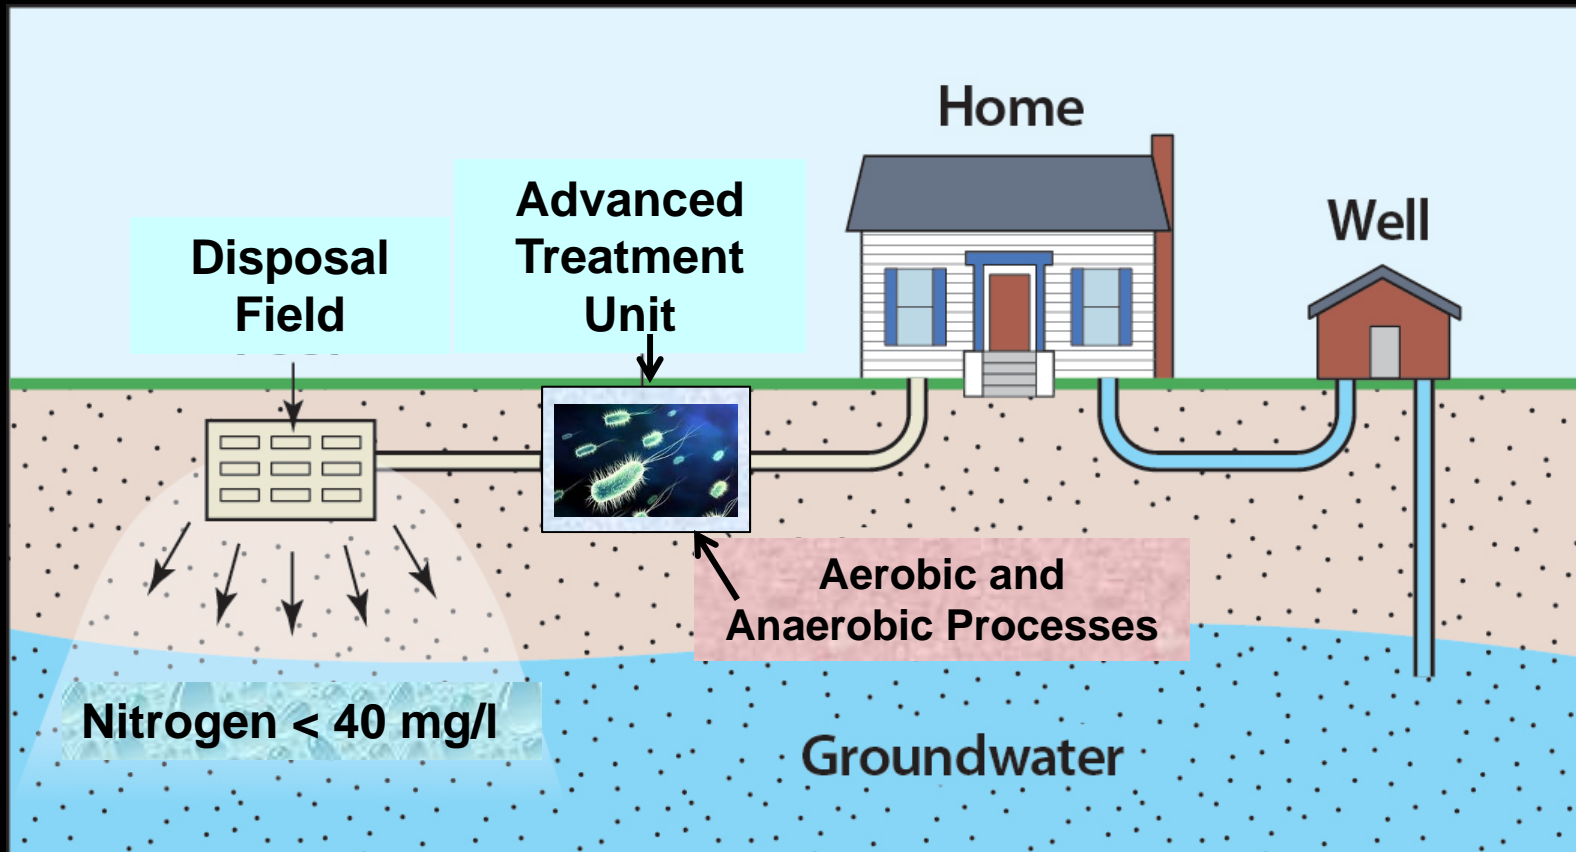 Home
Advanced
Treatment
Unit
Well
Disposal
Field
Aerobic and
Anaerobic Processes
Nitrogen < 40 mg/l
Groundwater